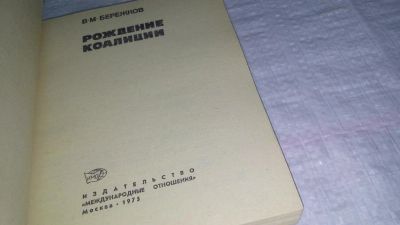 В·М·БЕРЕЖКОВ
РОЖДЕНИЕ
КОАЛИЦИИ
ИЗДАТЕЛЬСТВО
«МЕЖДУНАРОДНЫЕ ОТНОШЕНИЯ»
Москва · 1975